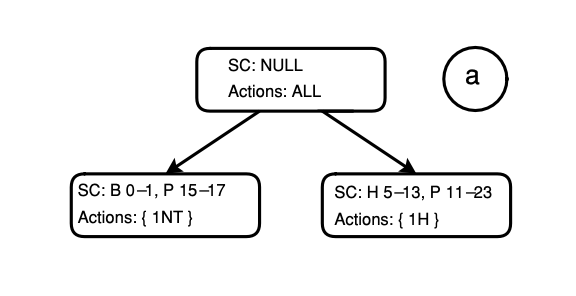 SC: NULL
Actions: ALL
a
SC: B 0–1, P 15–17
Actions: { 1NT }
SC: H 5–13, P 11–23
Actions: { 1H }